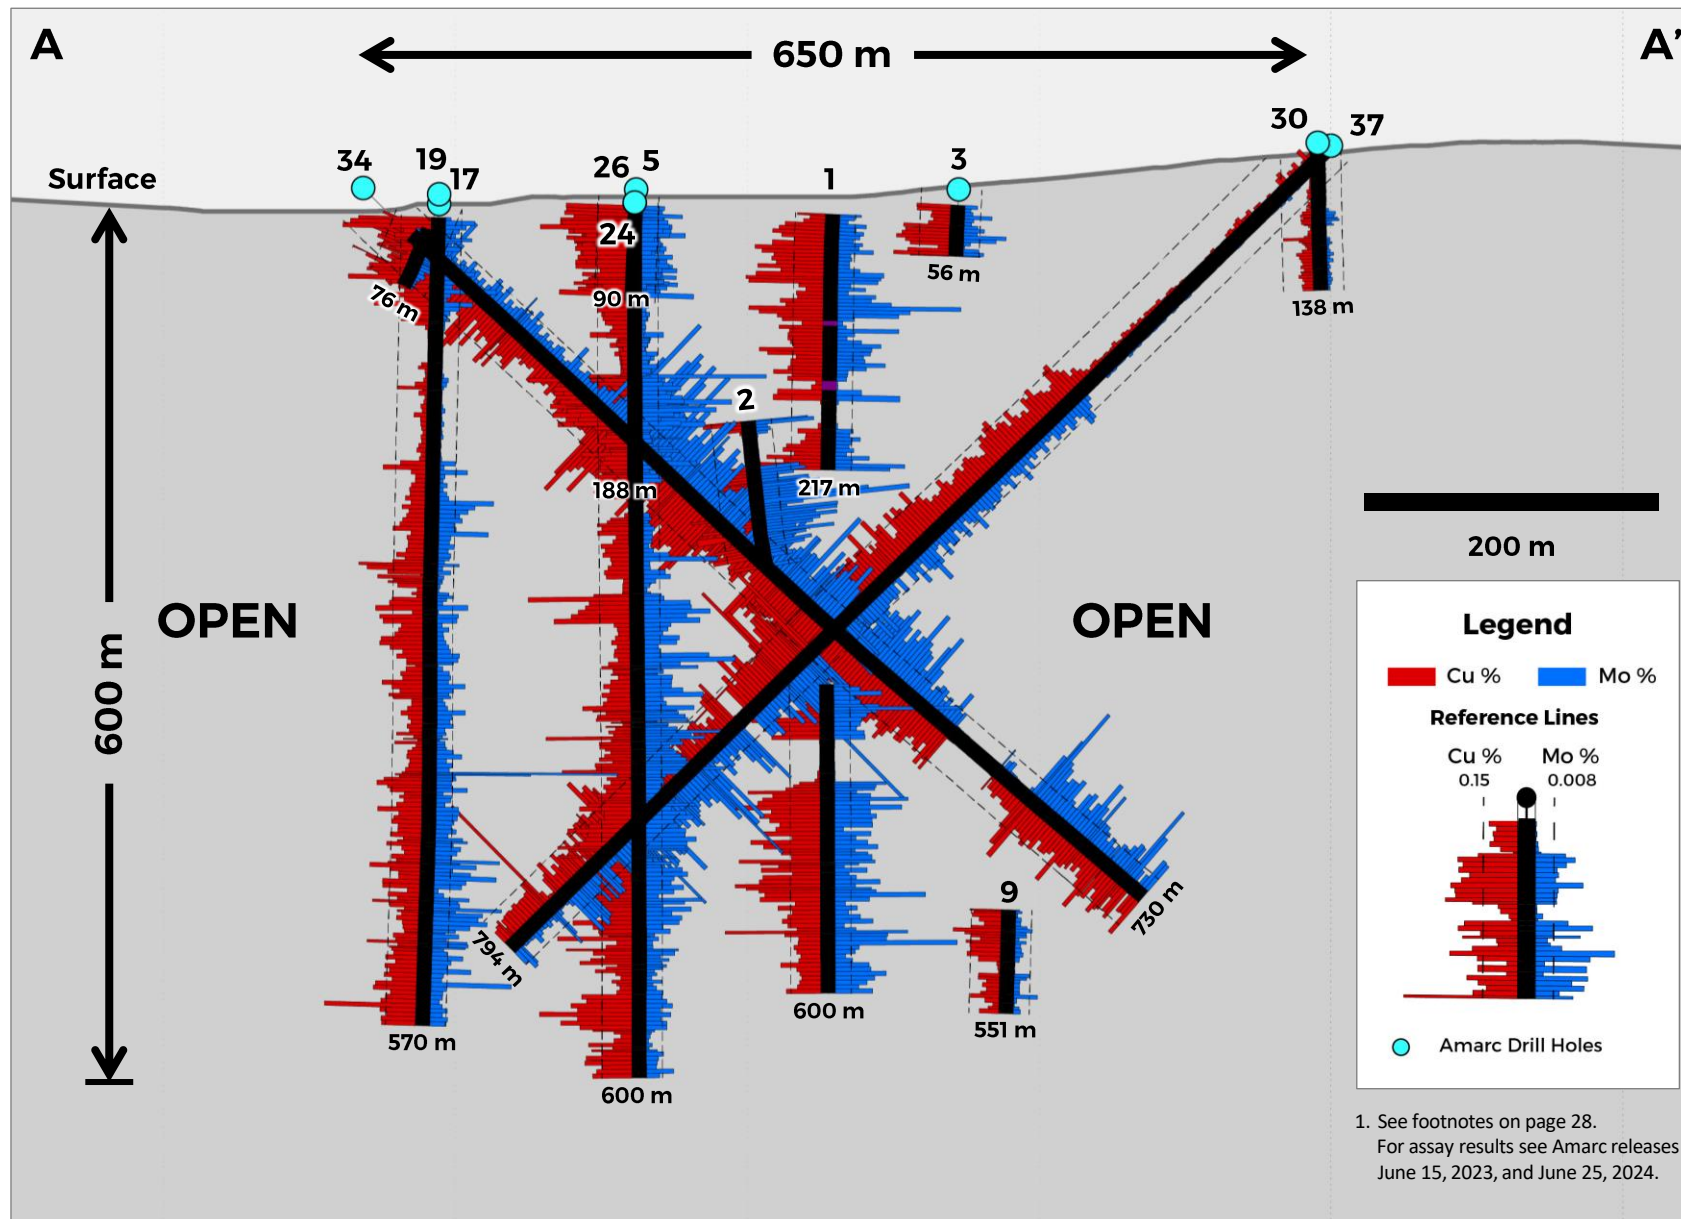 A
A'
650 m
30
37
34
19
17
26
5
1
3
Surface
24
76 m
90 m
56 m
138 m
2
188 m
217 m
200 m
OPEN
OPEN
600 m
Legend
Cu %
Mo %
Reference Lines
Cu %
Mo %
0.15
0.008
9
730 m
794 m
600 m
551 m
570 m
600 m
Amarc Drill Holes
1. See footnotes on page 28.
For assay results see Amarc releases
June 15, 2023, and June 25, 2024.